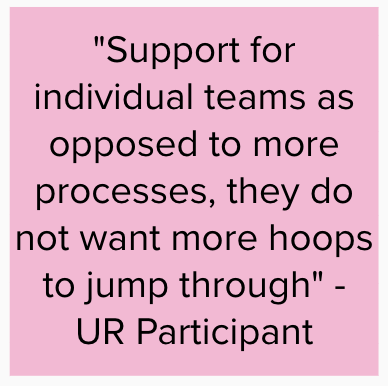 "Support for
individual teams as
opposed to more
processes, they do
not want more hoops
to jump through" -
UR Participant